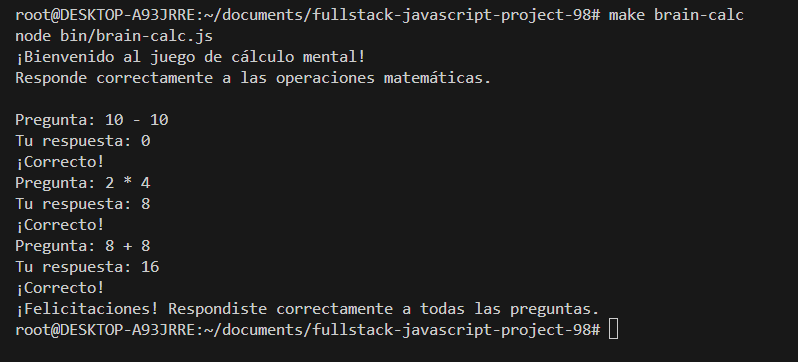 root@DESKTOP-A93JRRE:~/documents/fullstack-javascript-project-98# make brain-calc
node bin/brain-calc.js
¡Bienvenido al juego de cálculo mental!
Responde correctamente a las operaciones matemáticas.

Pregunta: 10 - 10
Tu respuesta: 0
¡Correcto!
Pregunta: 2 * 4
Tu respuesta: 8
¡Correcto!
Pregunta: 8 + 8
Tu respuesta: 16
¡Correcto!
¡Felicitaciones! Respondiste correctamente a todas las preguntas.
root@DESKTOP-A93JRRE:~/documents/fullstack-javascript-project-98#